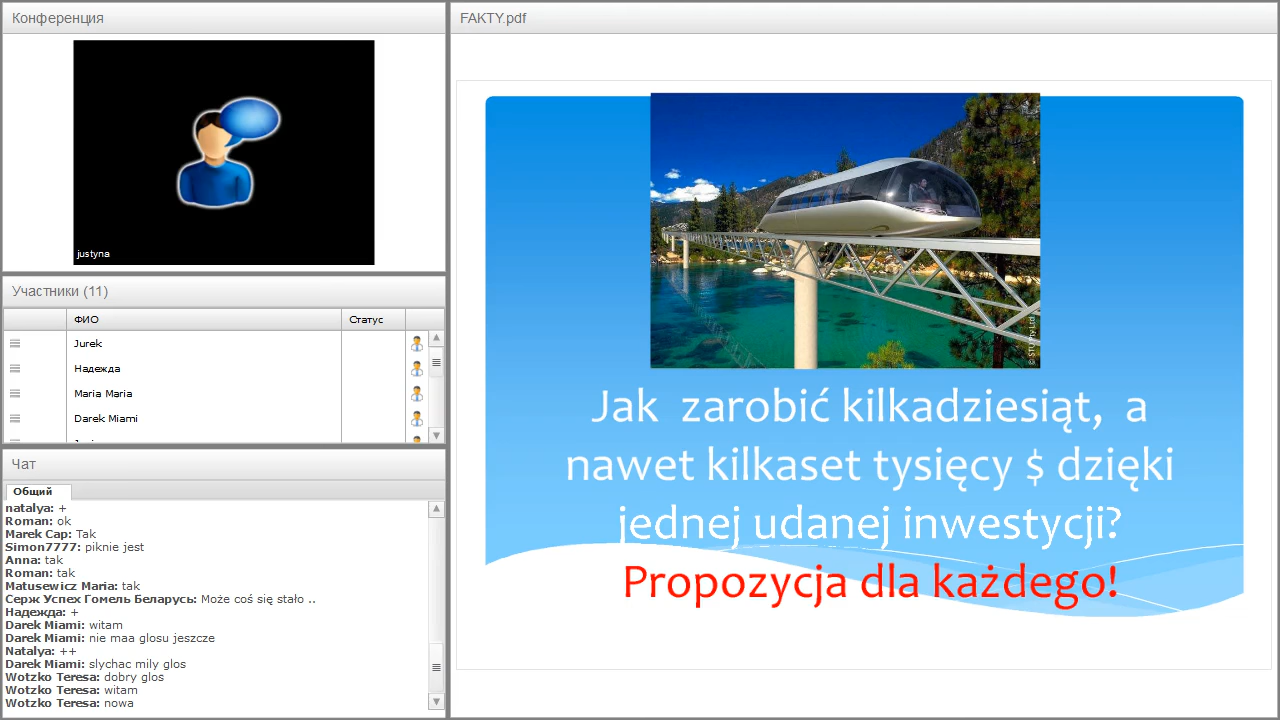 Конференция
justyna
Участники (11)
ФИО
Статус
Jurek
Надежда
Maria Maria
Darek Miami
Чат
Общий
natalya: +
Roman: ok
Marek Cap: Tak
Simon7777: piknie jest
Anna: tak
Roman: tak
Matusewicz Maria: tak
Серж Успех Гомель Беларусь: Może coś się stało ..
Надежда: +
Darek Miami: witam
Darek Miami: nie maa glosu jeszcze
Natalya: ++
Darek Miami: slychac mily glos
Wotzko Teresa: dobry glos
Wotzko Teresa: witam
Wotzko Teresa: nowa
FAKTY.pdf
Jak zarobić kilkadziesiąt, a
nawet kilkaset tysięcy $ dzięki
jednej udanej inwestycji?
Propozycja dla każdego!